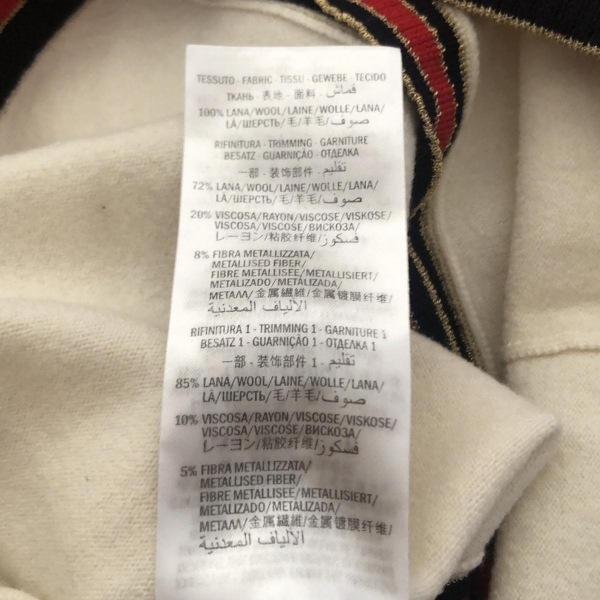 TESSUTO - FABRIC - TISSU - GEWEBE - TECIDO
ТКАНЬ - 表地 - 面料 - قماش
100% LANA/WOOL/LAINE/WOLLE/LANA/
LÃ/ШЕРСТЬ/毛/羊毛/صوف
RIFINITURA - TRIMMING - GARNITURE
BESATZ - GUARNIÇÃO - ОТДЕЛКА
一部 - 装饰部件 - تقليم
72% LANA/WOOL/LAINE/WOLLE/LANA/
LÃ/ШЕРСТЬ/毛/羊毛/صوف
20% VISCOSA/RAYON/VISCOSE/VISKOSE/
VISCOSA/VISCOSE/ВИСКОЗА/
レーヨン/粘胶纤维/فسكوز
8% FIBRA METALLIZZATA/
METALLISED FIBER/
FIBRE METALLISEE/METALLISIERT/
METALIZADO/METALIZADA/
МЕТАЛЛ/金属繊維/金属镀膜纤维/
الألياف المعدنية
RIFINITURA 1 - TRIMMING 1 - GARNITURE 1
BESATZ 1 - GUARNIÇÃO 1 - ОТДЕЛКА 1
一部 - 装饰部件 1 - تقليم
85% LANA/WOOL/LAINE/WOLLE/LANA/
LÃ/ШЕРСТЬ/毛/羊毛/صوف
10% VISCOSA/RAYON/VISCOSE/VISKOSE/
VISCOSA/VISCOSE/ВИСКОЗА/
レーヨン/粘胶纤维/فسكوز
5% FIBRA METALLIZZATA/
METALLISED FIBER/
FIBRE METALLISEE/METALLISIERT/
METALIZADO/METALIZADA/
МЕТАЛЛ/金属繊維/金属镀膜纤维/
الألياف المعدنية